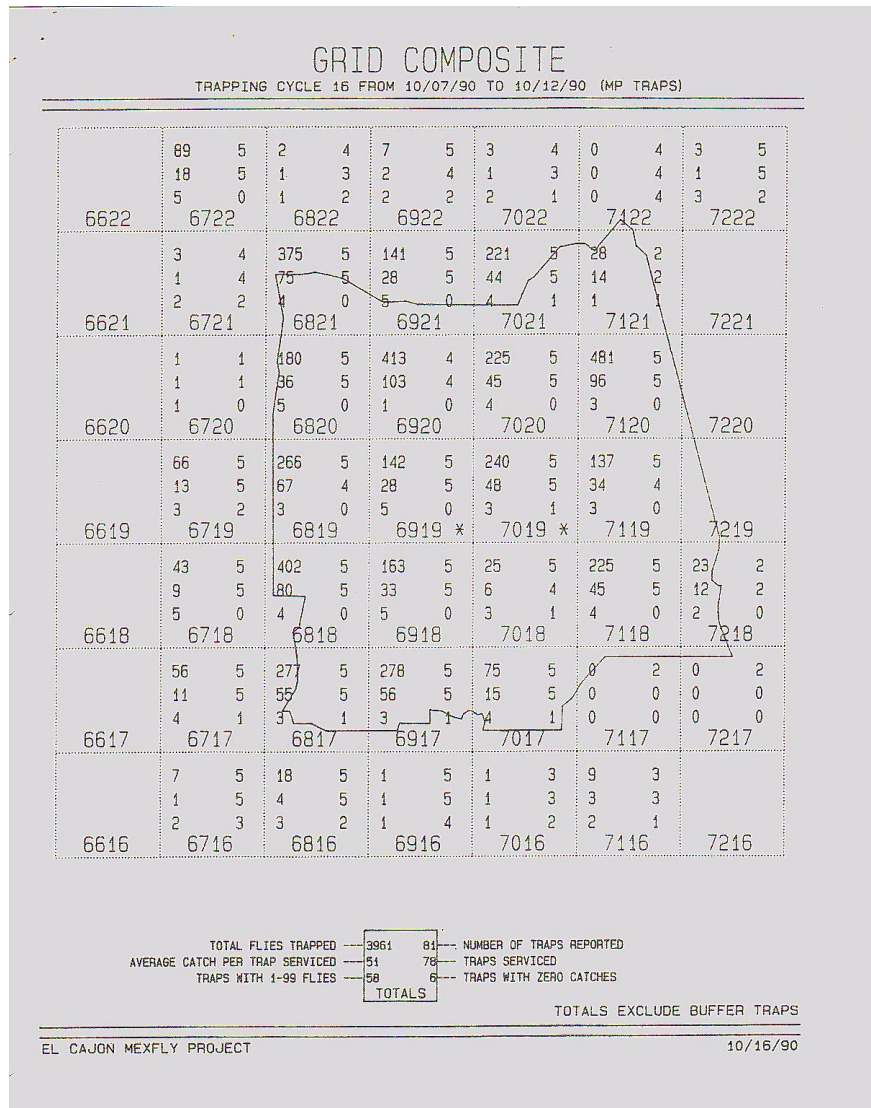 GRID COMPOSITE
TRAPPING CYCLE 16 FROM 10/07/90 TO 10/12/90 (MP TRAPS)
89 5 2 4 7 5 3 4 0 4 3 5
18 5 1 3 2 4 1 3 0 4 1 5
5 0 1 2 2 2 2 1 0 4 3 2
6622 6722 6822 6922 7022 7122 7222
3 4 375 5 141 5 221 5 28 2
1 4 75 5 28 5 44 5 14 2
2 2 4 0 5 0 4 1 1 1
6621 6721 6821 6921 7021 7121 7221
1 1 180 5 413 4 225 5 481 5
1 1 36 5 103 4 45 5 96 5
1 0 5 0 1 0 4 0 3 0
6620 6720 6820 6920 7020 7120 7220
66 5 266 5 142 5 240 5 137 5
13 5 67 4 28 5 48 5 34 4
3 2 3 0 5 0 3 1 3 0
6619 6719 6819 6919 * 7019 * 7119 7219
43 5 402 5 163 5 25 5 225 5 23 2
9 5 80 5 33 5 6 4 45 5 12 2
5 0 4 0 5 0 3 1 4 0 2 0
6618 6718 6818 6918 7018 7118 7218
56 5 277 5 278 5 75 5 0 2 0 2
11 5 55 5 56 5 15 5 0 0 0 0
4 1 3 1 3 1 4 1 0 0 0 0
6617 6717 6817 6917 7017 7117 7217
7 5 18 5 1 5 1 3 9 3
1 5 4 5 1 5 1 3 3 3
2 3 3 2 1 4 1 2 2 1
6616 6716 6816 6916 7016 7116 7216
TOTAL FLIES TRAPPED ---3961 81--- NUMBER OF TRAPS REPORTED
AVERAGE CATCH PER TRAP SERVICED ---51 78--- TRAPS SERVICED
TRAPS WITH 1-99 FLIES ---58 6--- TRAPS WITH ZERO CATCHES
TOTALS
TOTALS EXCLUDE BUFFER TRAPS
EL CAJON MEXFLY PROJECT 10/16/90